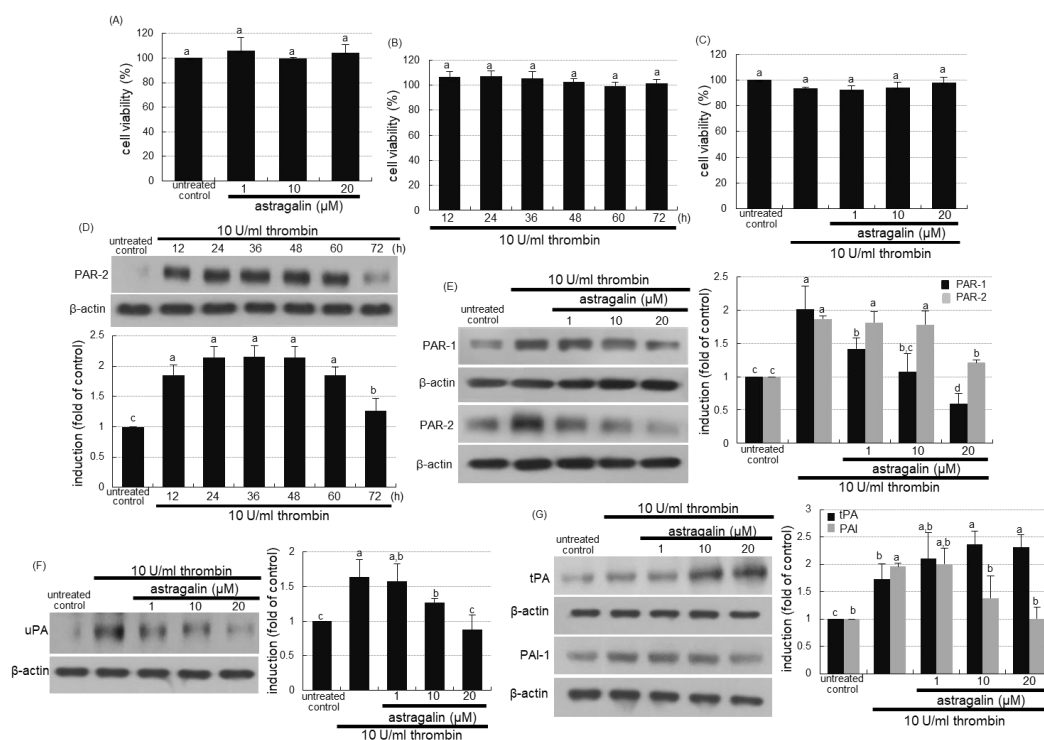 (A)
cell viability (%)
120
100
80
60
40
20
0
a a a a
untreated control
1 10 20
astragalin (μM)
(B)
cell viability (%)
120
100
80
60
40
20
0
a a a a a a
12 24 36 48 60 72 (h)
10 U/ml thrombin
(C)
cell viability (%)
120
100
80
60
40
20
0
a a a a a
untreated control
1 10 20
astragalin (μM)
10 U/ml thrombin
(D)
untreated control
10 U/ml thrombin
12 24 36 48 60 72 (h)
PAR-2
β-actin
induction (fold of control)
2.5
2
1.5
1
0.5
0
c a a a a a b
untreated control
12 24 36 48 60 72 (h)
10 U/ml thrombin
(E)
untreated control
10 U/ml thrombin
astragalin (μM)
1 10 20
PAR-1
β-actin
PAR-2
β-actin
induction (fold of control)
2.5
2
1.5
1
0.5
0
PAR-1
PAR-2
c c a a b a b,c a d b
untreated control
1 10 20
astragalin (μM)
10 U/ml thrombin
(F)
untreated control
10 U/ml thrombin
astragalin (μM)
1 10 20
uPA
β-actin
induction (fold of control)
2
1.5
1
0.5
0
c a a,b b c
untreated control
1 10 20
astragalin (μM)
10 U/ml thrombin
(G)
untreated control
10 U/ml thrombin
astragalin (μM)
1 10 20
tPA
β-actin
PAI-1
β-actin
induction (fold of control)
3
2.5
2
1.5
1
0.5
0
tPA
PAI
c b b a a,b a,b a b a b
untreated control
1 10 20
astragalin (μM)
10 U/ml thrombin